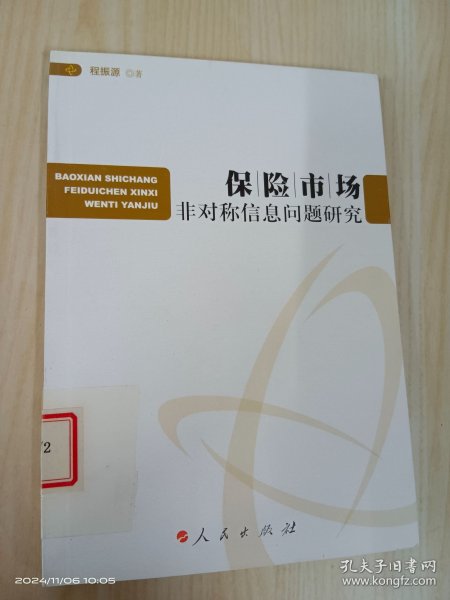 程振源 ◎著
BAOXIAN SHICHANG
FEIDUICHEN XINXI
WENTI YANJIU
保险市场
非对称信息问题研究
2
人民出版社
2024/11/06 10:05
孔夫子旧书网
www.kongfz.com